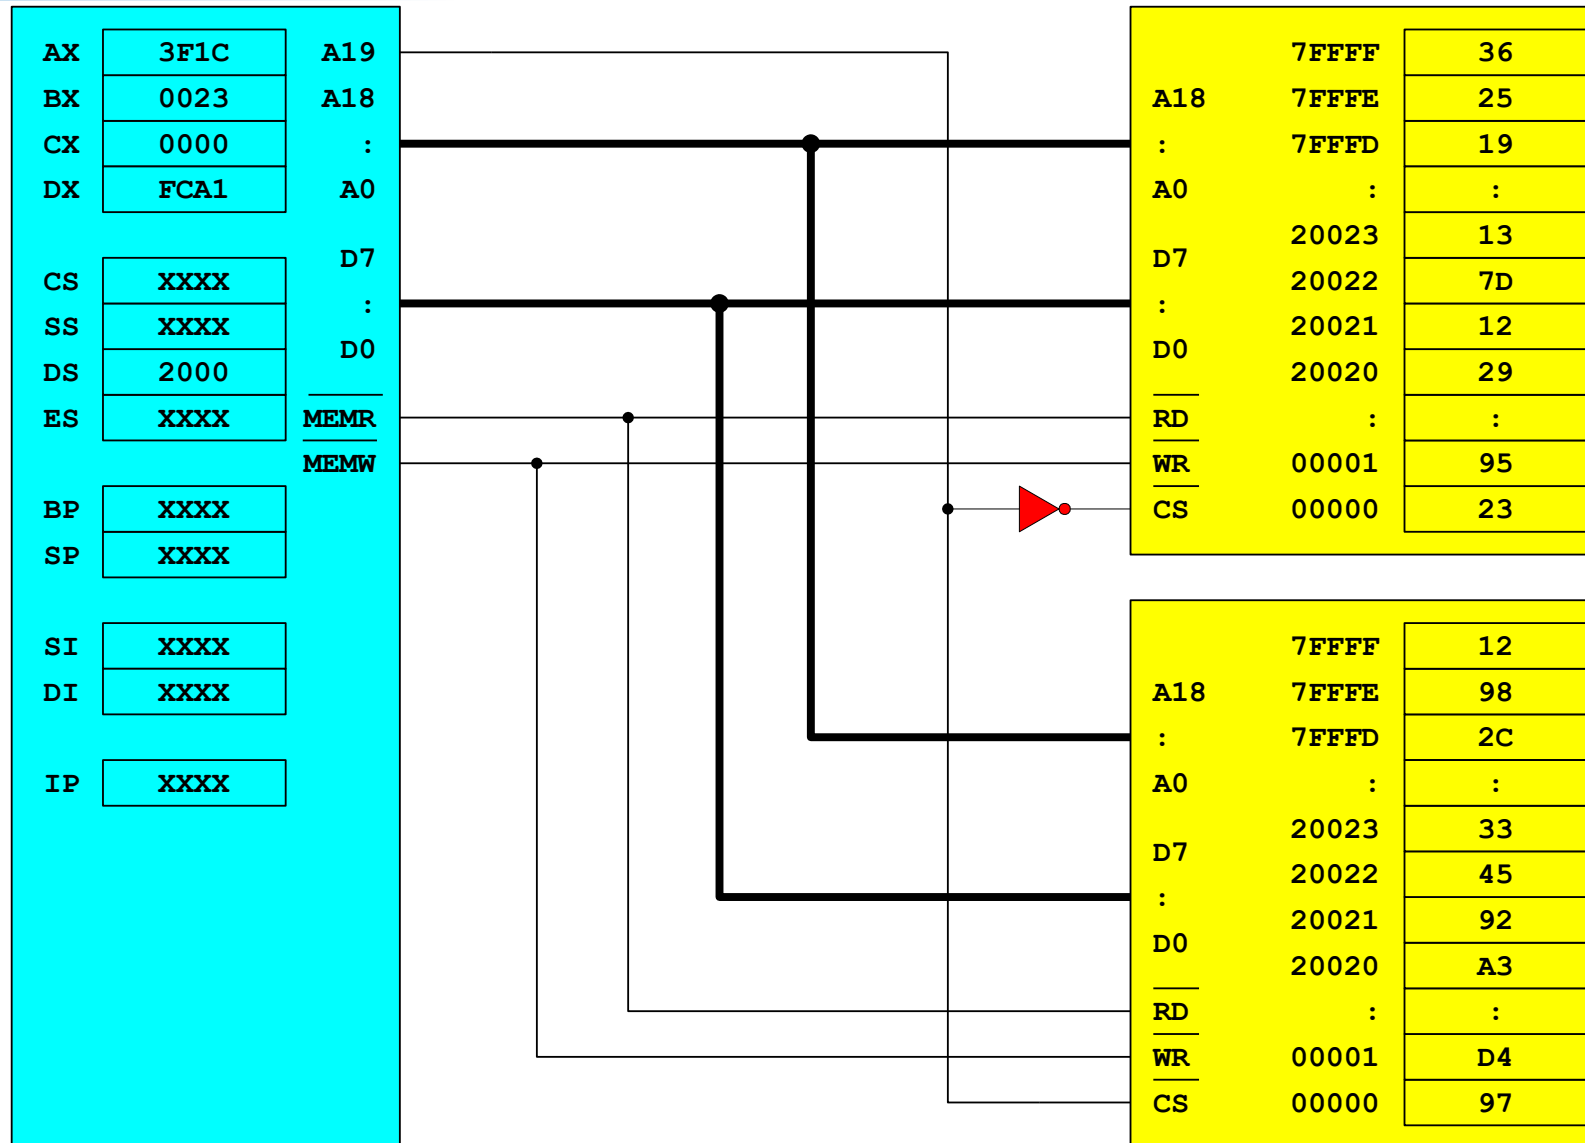 AX 3F1C A19
BX 0023 A18
CX 0000 :
DX FCA1 A0
D7
CS XXXX
:
SS XXXX
D0
DS 2000
ES XXXX MEMR
MEMW
BP XXXX
SP XXXX
SI XXXX
DI XXXX
IP XXXX
7FFFF 36
A18 7FFFE 25
: 7FFFD 19
A0 : :
20023 13
D7
20022 7D
:
20021 12
D0
20020 29
RD : :
WR 00001 95
CS 00000 23
7FFFF 12
A18 7FFFE 98
: 7FFFD 2C
A0 : :
20023 33
D7
20022 45
:
20021 92
D0
20020 A3
RD : :
WR 00001 D4
CS 00000 97